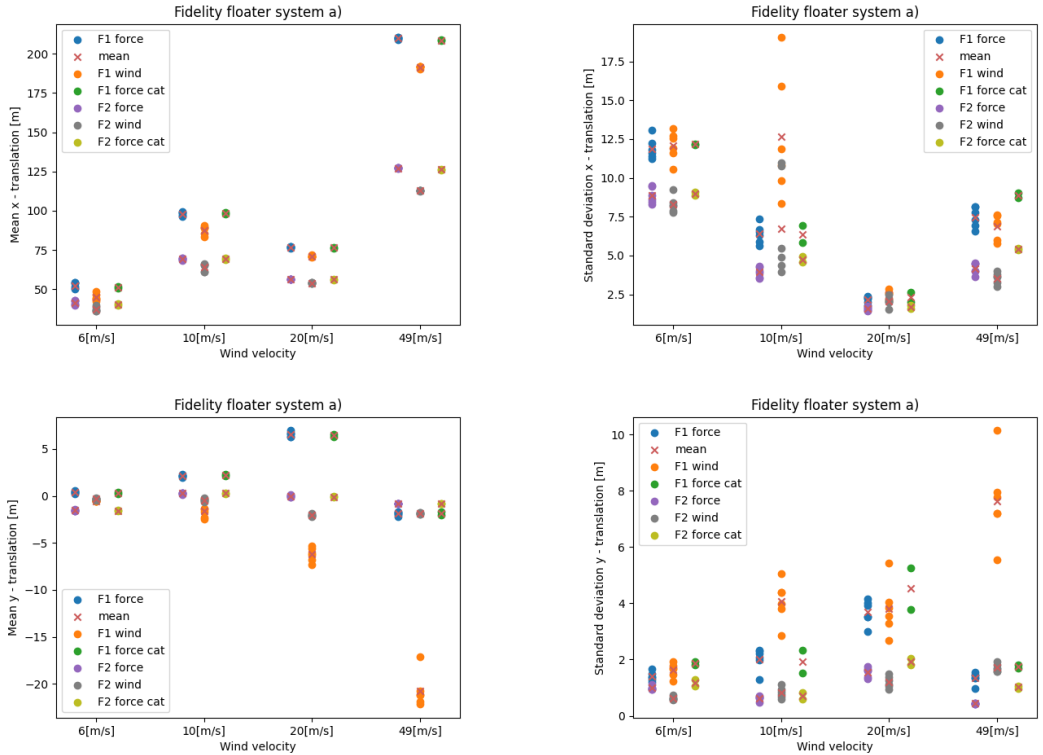 Fidelity floater system a)
Mean x - translation [m]
200
175
150
125
100
75
50
F1 force
mean
F1 wind
F1 force cat
F2 force
F2 wind
F2 force cat
6[m/s]
10[m/s]
20[m/s]
49[m/s]
Wind velocity
Fidelity floater system a)
Standard deviation x - translation [m]
17.5
15.0
12.5
10.0
7.5
5.0
2.5
F1 force
mean
F1 wind
F1 force cat
F2 force
F2 wind
F2 force cat
6[m/s]
10[m/s]
20[m/s]
49[m/s]
Wind velocity
Fidelity floater system a)
Mean y - translation [m]
5
0
−5
−10
−15
−20
F1 force
mean
F1 wind
F1 force cat
F2 force
F2 wind
F2 force cat
6[m/s]
10[m/s]
20[m/s]
49[m/s]
Wind velocity
Fidelity floater system a)
Standard deviation y - translation [m]
10
8
6
4
2
0
F1 force
mean
F1 wind
F1 force cat
F2 force
F2 wind
F2 force cat
6[m/s]
10[m/s]
20[m/s]
49[m/s]
Wind velocity